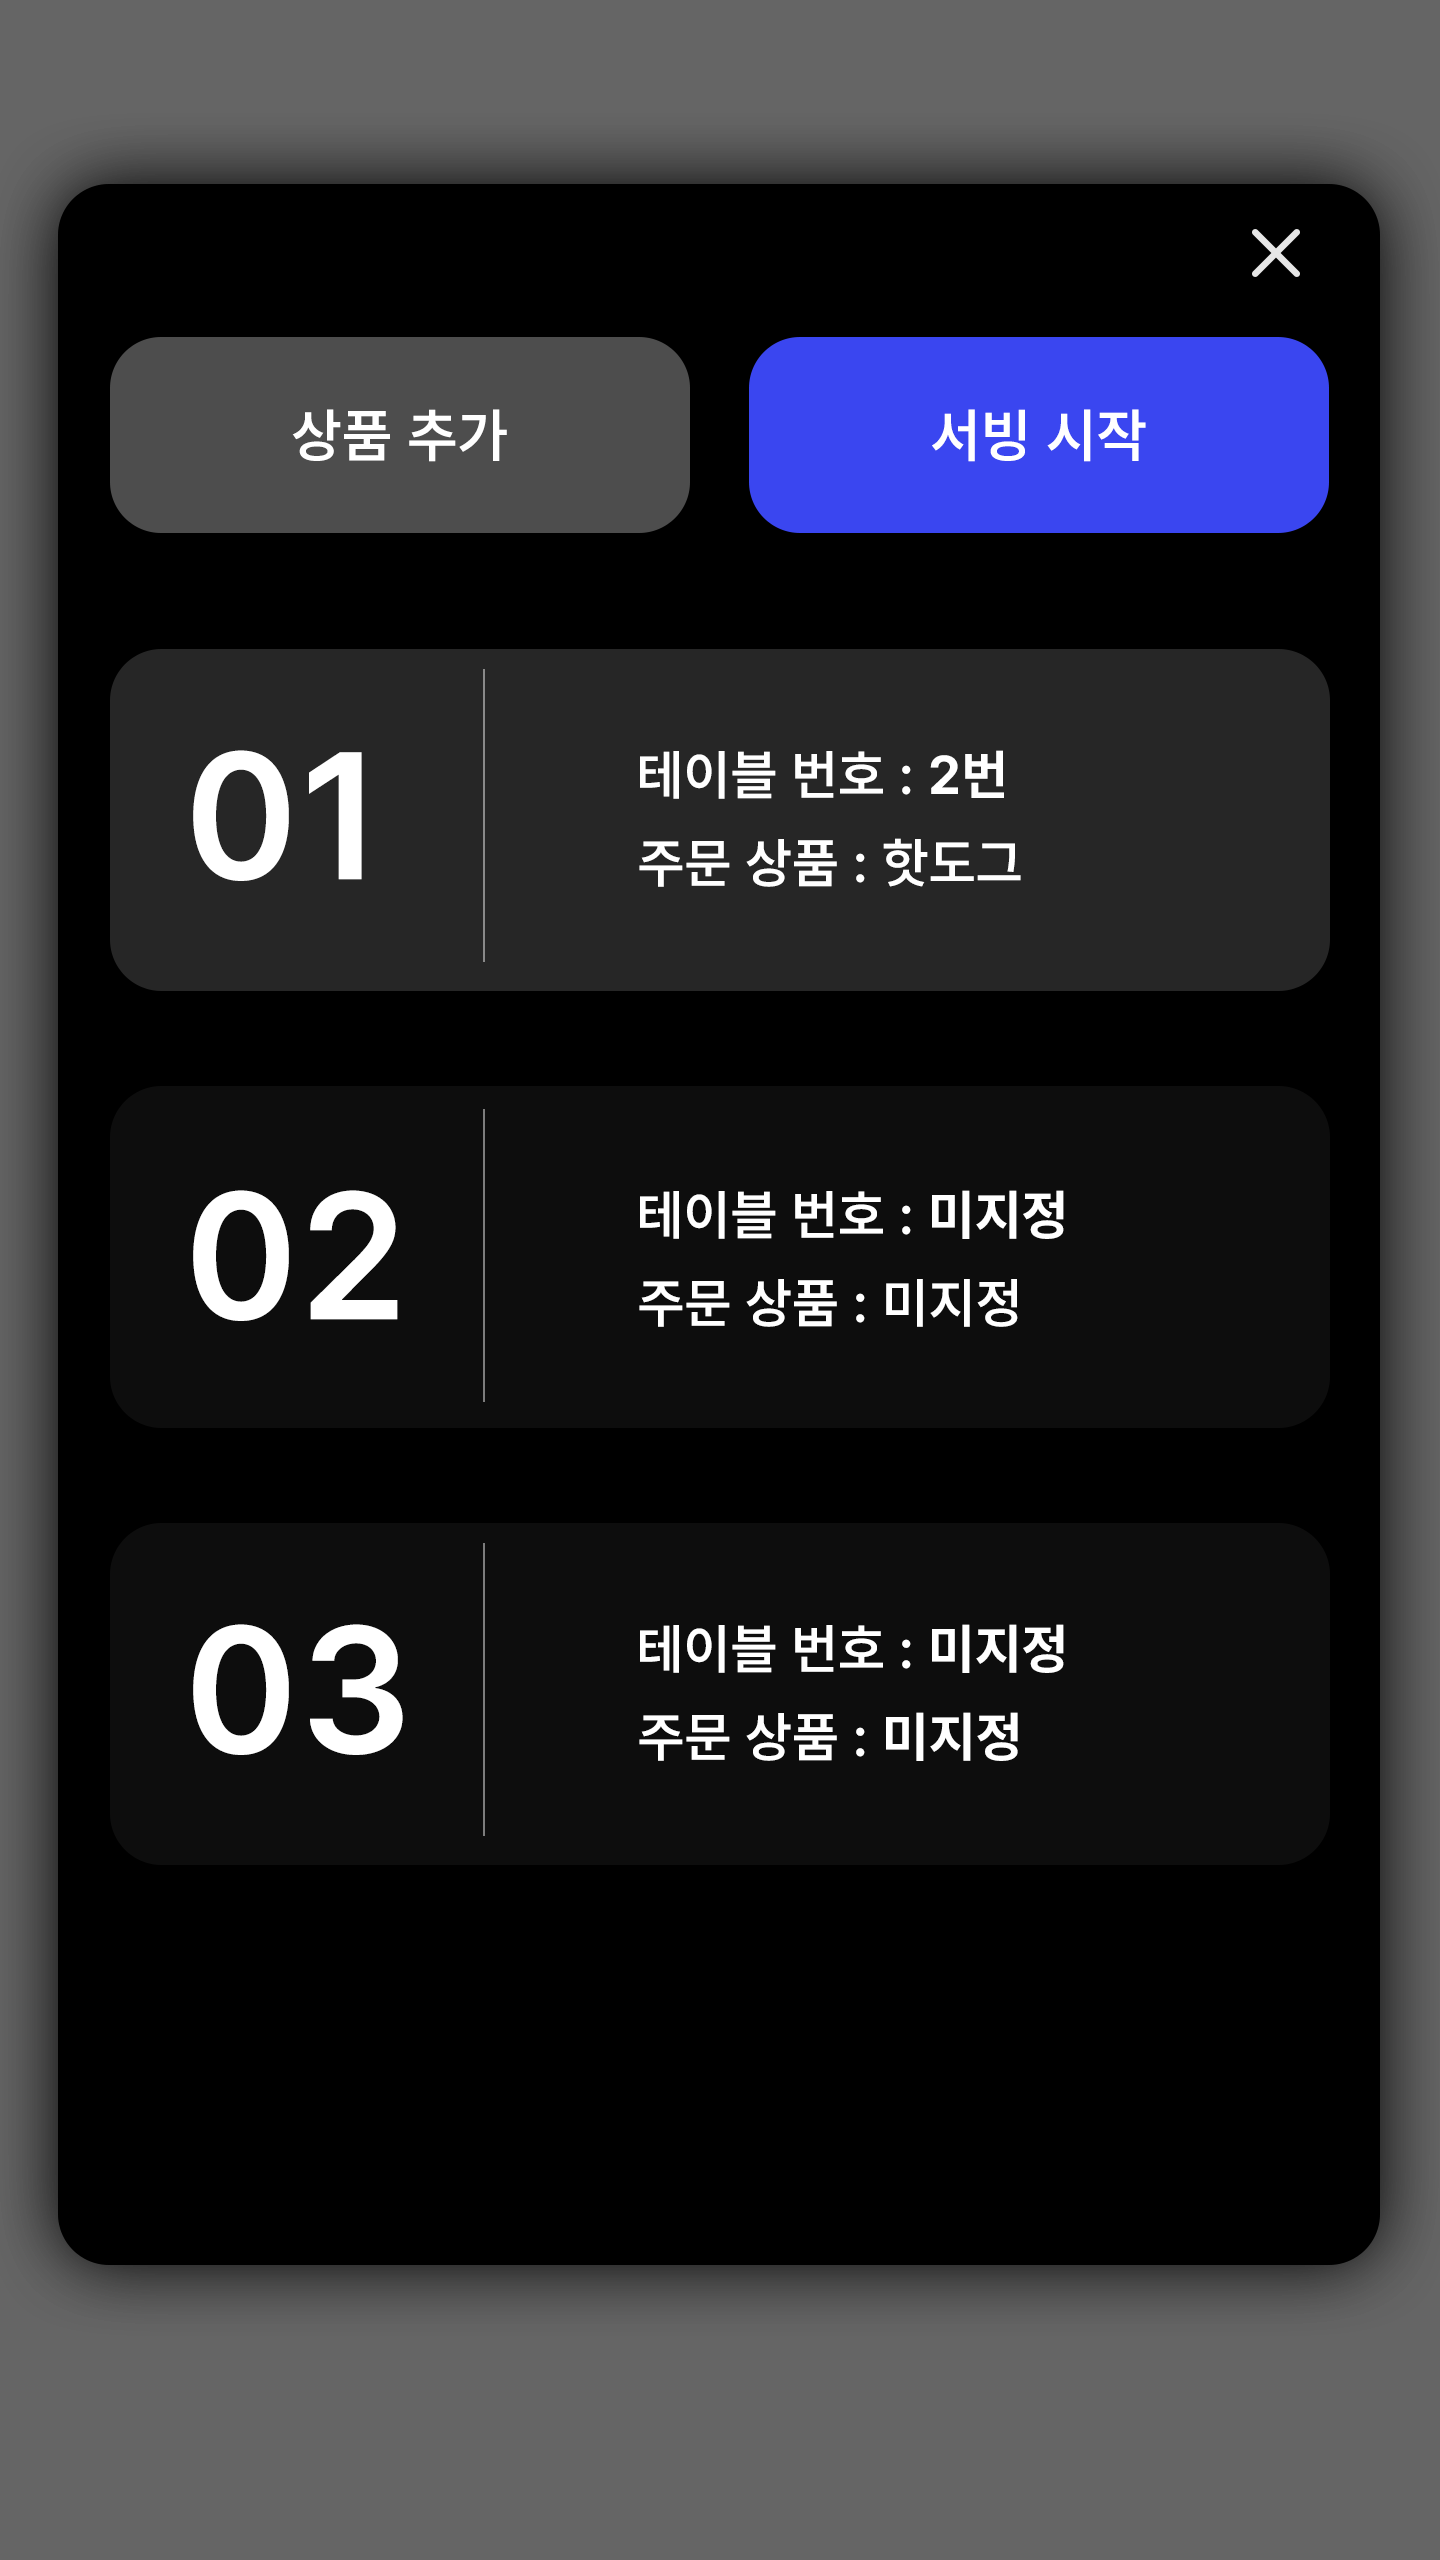 상품 추가
서빙 시작
01
테이블 번호 : 2번
주문 상품 : 핫도그
02
테이블 번호 : 미지정
주문 상품 : 미지정
03
테이블 번호 : 미지정
주문 상품 : 미지정